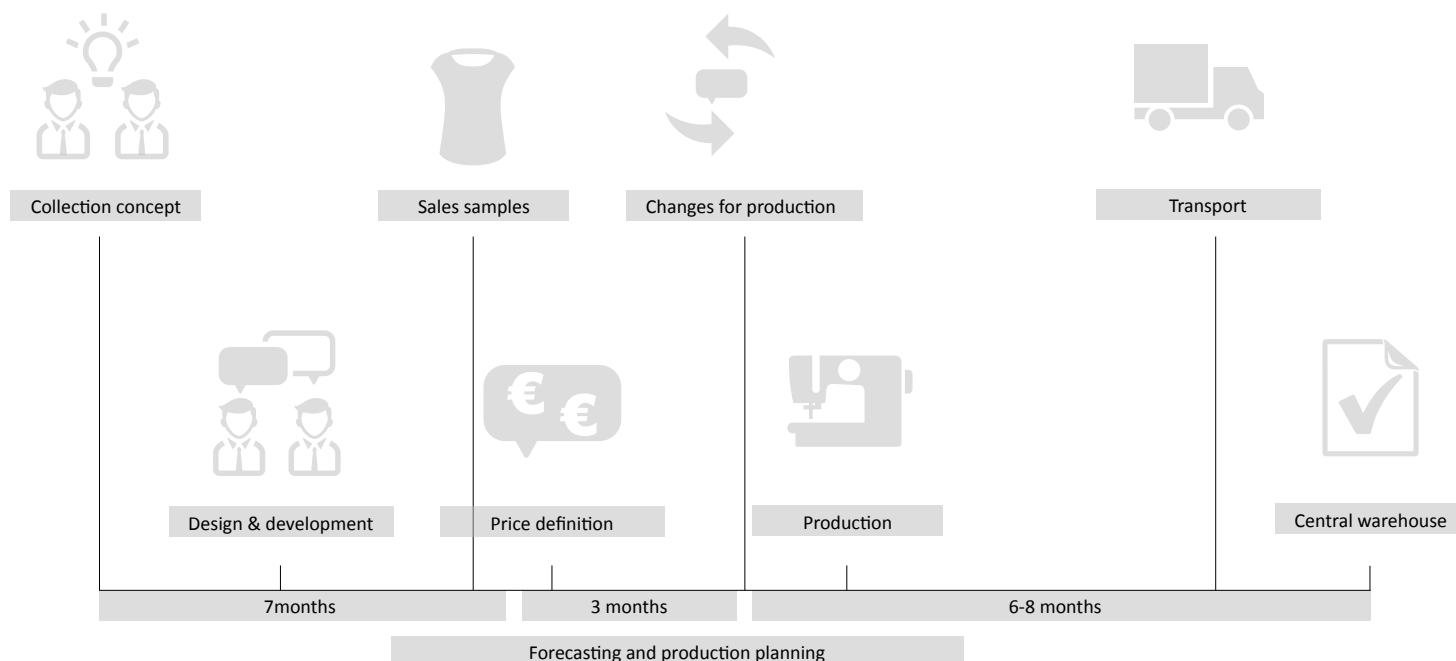 Collection concept
Sales samples
Changes for production
Transport
€
€
Design & development
Price definition
Production
Central warehouse
7months
3 months
6-8 months
Forecasting and production planning